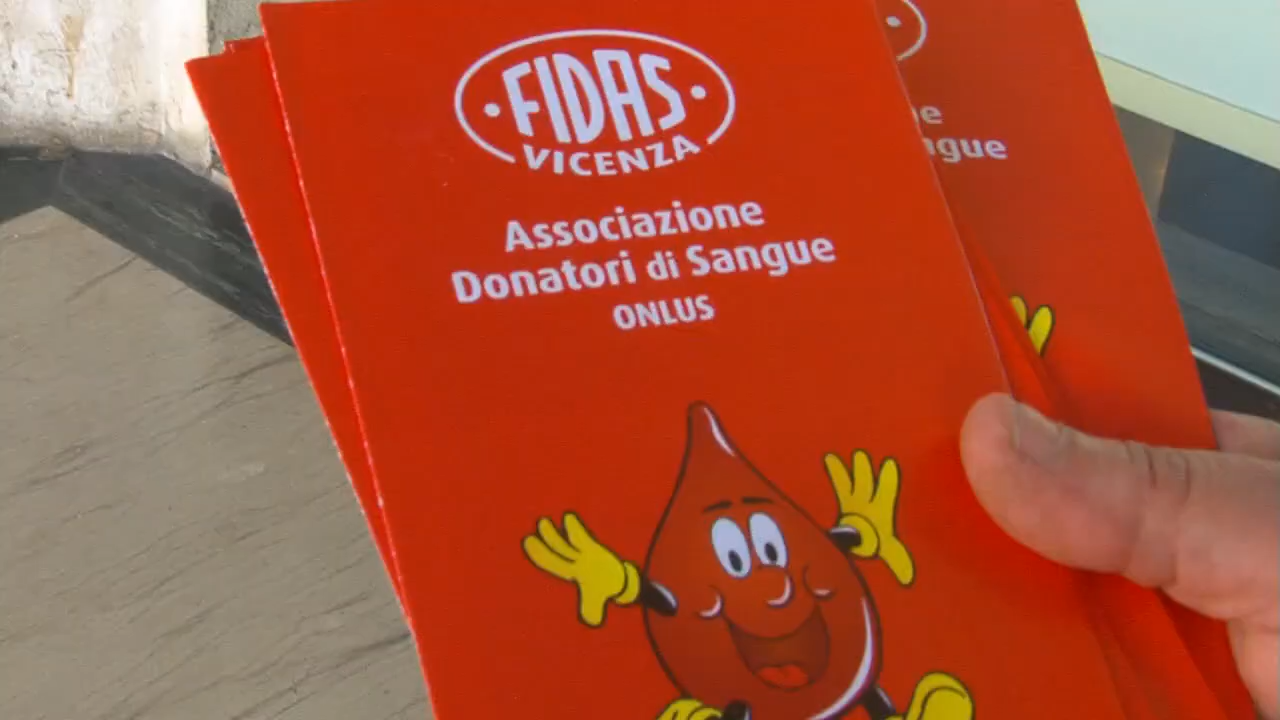 ·FIDAS·
VICENZA
Associazione
Donatori di Sangue
ONLUS